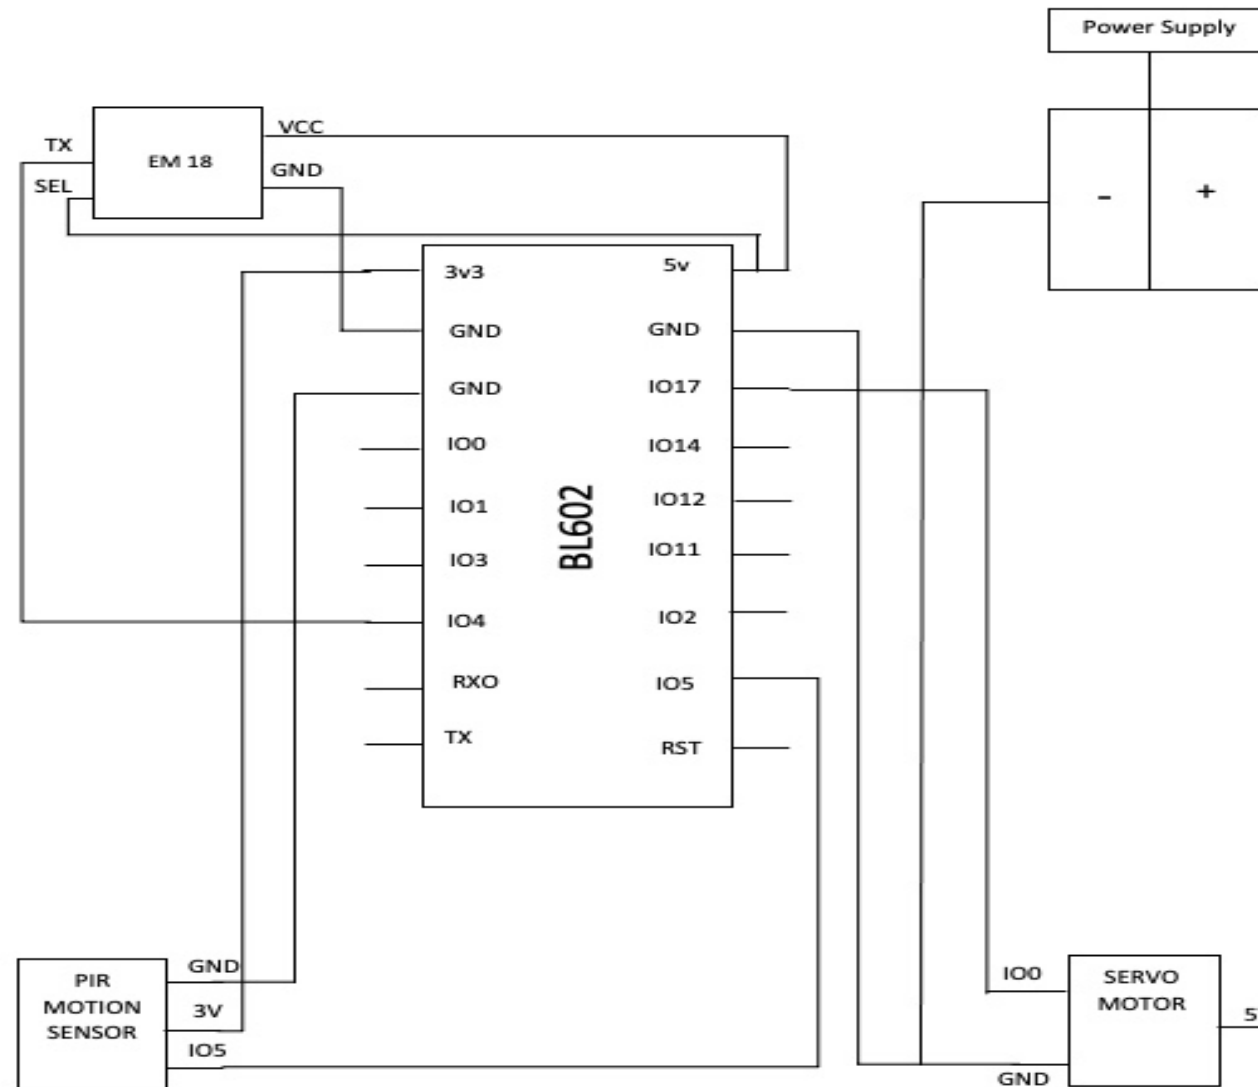 Power Supply
-
+
TX
SEL
EM 18
VCC
GND
3v3
GND
GND
IO0
IO1
IO3
IO4
RXO
TX
BL602
5v
GND
IO17
IO14
IO12
IO11
IO2
IO5
RST
PIR
MOTION
SENSOR
GND
3V
IO5
IO0
GND
SERVO
MOTOR